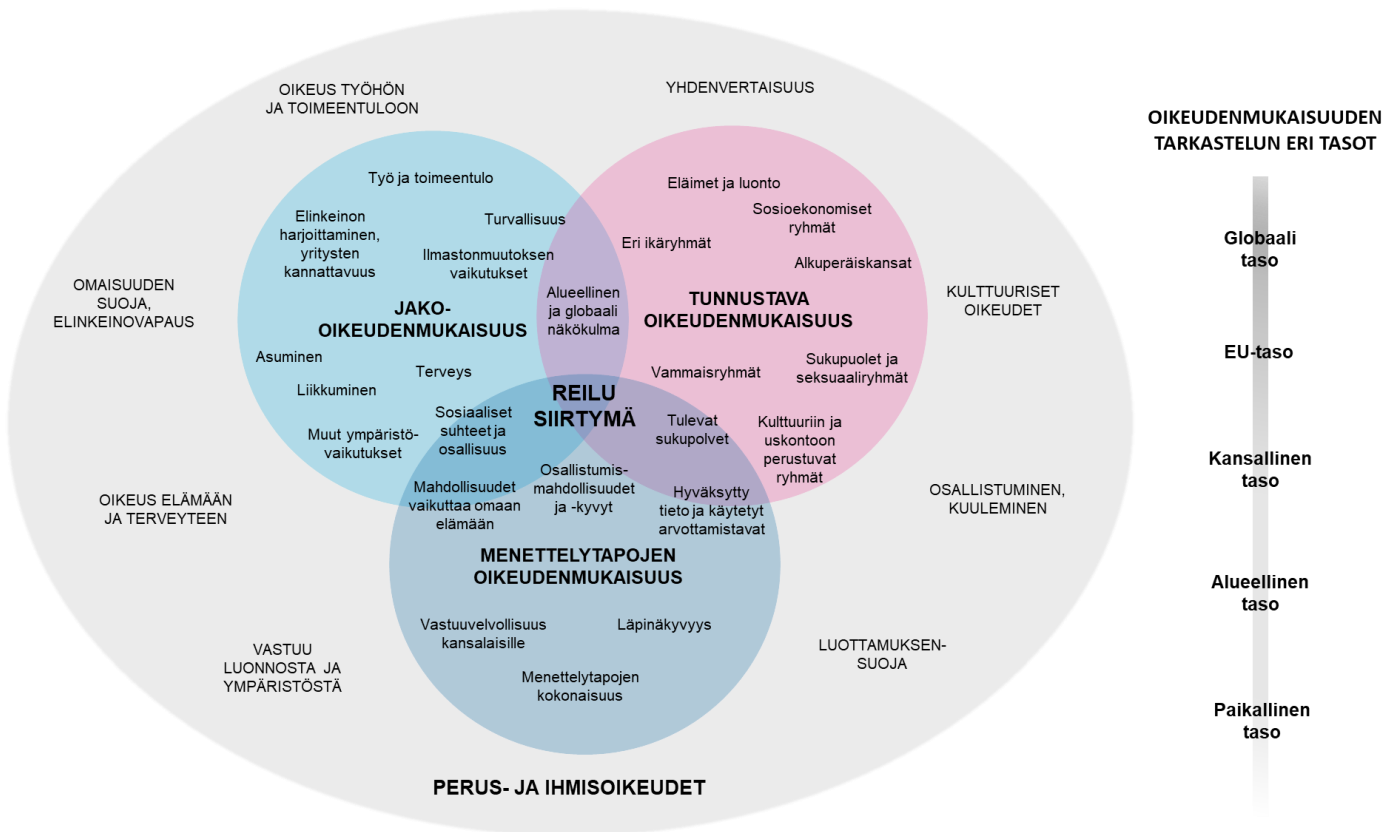 OIKEUS TYÖHÖN
JA TOIMEENTULOON
YHDENVERTAISUUS
OMAISUUDEN
SUOJA,
ELINKEINOVAPAUS
KULTTUURISET
OIKEUDET
OIKEUS ELÄMÄÄN
JA TERVEYTEEN
OSALLISTUMINEN,
KUULEMINEN
VASTUU
LUONNOSTA JA
YMPÄRISTÖSTÄ
LUOTTAMUKSEN-
SUOJA
PERUS- JA IHMISOIKEUDET
Työ ja toimeentulo
Elinkeinon
harjoittaminen,
yritysten
kannattavuus
Turvallisuus
Ilmastonmuutoksen
vaikutukset
JAKO-
OIKEUDENMUKAISUUS
Asuminen
Terveys
Liikkuminen
Muut ympäristö-
vaikutukset
Sosiaaliset
suhteet ja
osallisuus
Alueellinen
ja globaali
näkökulma
Eläimet ja luonto
Sosioekonomiset
ryhmät
Eri ikäryhmät
Alkuperäiskansat
TUNNUSTAVA
OIKEUDENMUKAISUUS
Vammaisryhmät
Sukupuolet ja
seksuaaliryhmät
Kulttuuriin ja
uskontoon
perustuvat
ryhmät
REILU
SIIRTYMÄ
Tulevat
sukupolvet
Mahdollisuudet
vaikuttaa omaan
elämään
Osallistumis-
mahdollisuudet
ja -kyvyt
Hyväksytty
tieto ja käytetyt
arvottamistavat
MENETTELYTAPOJEN
OIKEUDENMUKAISUUS
Vastuuvelvollisuus
kansalaisille
Läpinäkyvyys
Menettelytapojen
kokonaisuus
OIKEUDENMUKAISUUDEN
TARKASTELUN ERI TASOT
Globaali
taso
EU-taso
Kansallinen
taso
Alueellinen
taso
Paikallinen
taso